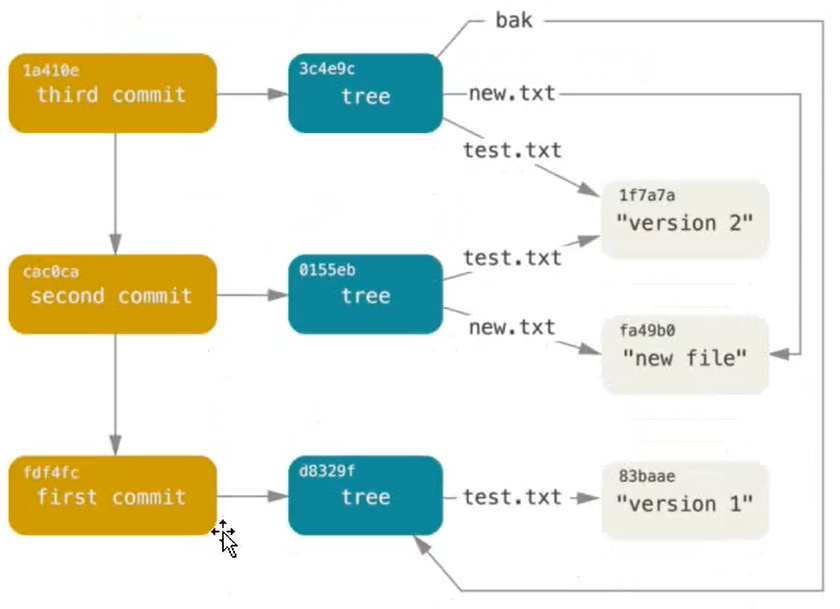 bak
1a410e
third commit
3c4e9c
tree
new.txt
test.txt
1f7a7a
"version 2"
cac0ca
second commit
0155eb
tree
test.txt
new.txt
fa49b0
"new file"
fdf4fc
first commit
d8329f
tree
test.txt
83baae
"version 1"